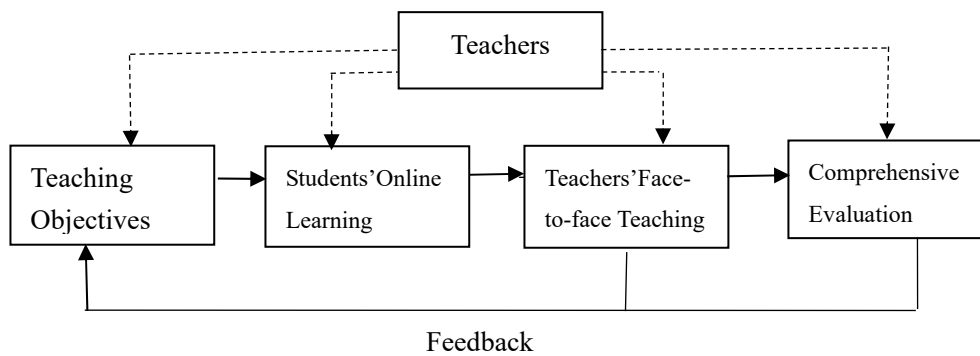 Teachers
Teaching
Objectives
Students’Online
Learning
Teachers’Face-
to-face Teaching
Comprehensive
Evaluation
Feedback